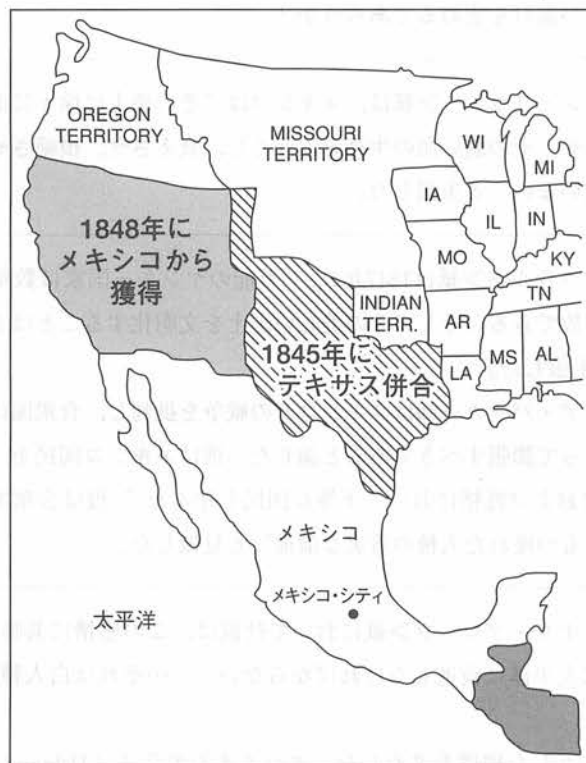 OREGON
TERRITORY
MISSOURI
TERRITORY
WI
MI
IA
IL
IN
MO
KY
1848年に
メキシコから
獲得
INDIAN
TERR.
TN
AR
MS
AL
LA
1845年に
テキサス併合
メキシコ
メキシコ・シティ
太平洋